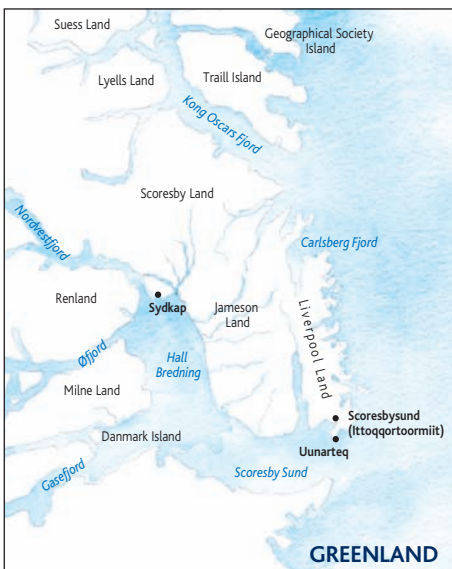 Suess Land
Geographical Society
Island
Lyells Land
Traill Island
Kong Oscars Fjord
Scoresby Land
Nordvestfjord
Carlsberg Fjord
Renland
Sydkap
Jameson
Land
Liverpool Land
Øfjord
Hall
Bredning
Milne Land
Scoresbysund
(Ittoqqortoormiit)
Danmark Island
Uunarteq
Gasefjord
Scoresby Sund
GREENLAND